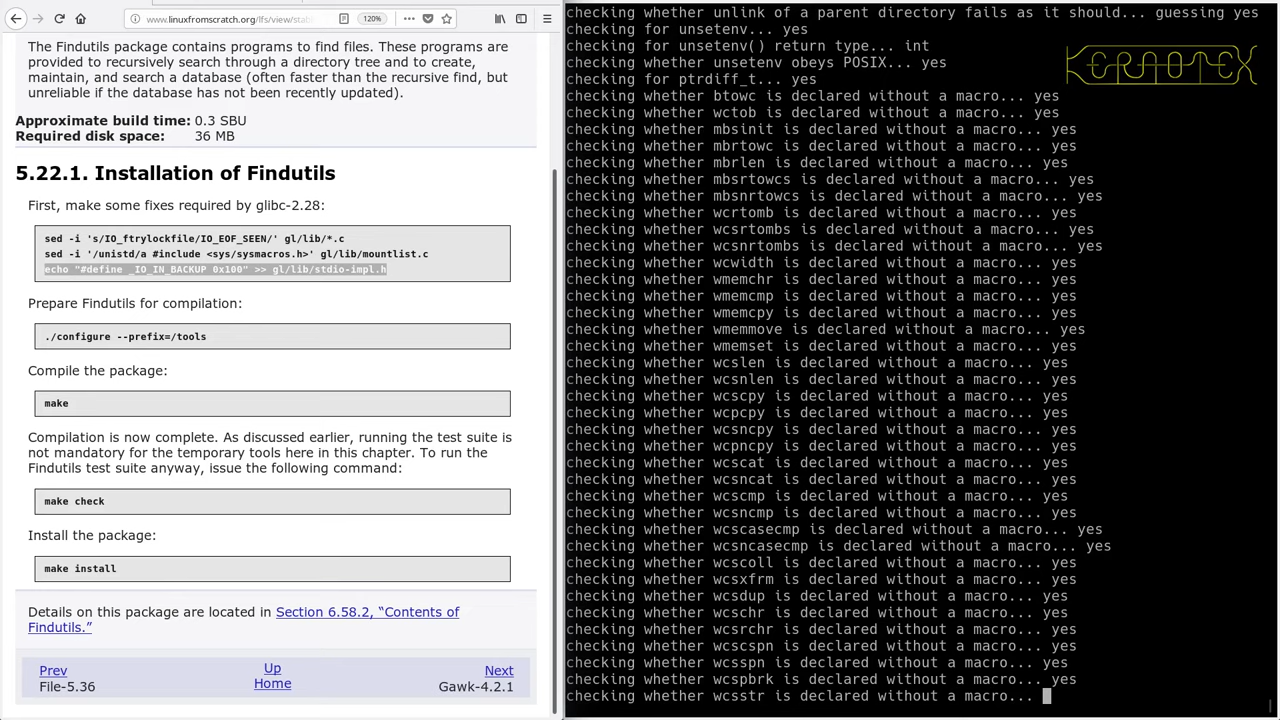 www.linuxfromscratch.org/lfs/view/stab
120%
The Findutils package contains programs to find files. These programs are
provided to recursively search through a directory tree and to create,
maintain, and search a database (often faster than the recursive find, but
unreliable if the database has not been recently updated).
Approximate build time: 0.3 SBU
Required disk space: 36 MB
5.22.1. Installation of Findutils
First, make some fixes required by glibc-2.28:
sed -i 's/IO_ftrylockfile/IO_EOF_SEEN/' gl/lib/*.c
sed -i '/unistd/a #include <sys/sysmacros.h>' gl/lib/mountlist.c
echo "#define _IO_IN_BACKUP 0x100" >> gl/lib/stdio-impl.h
Prepare Findutils for compilation:
./configure --prefix=/tools
Compile the package:
make
Compilation is now complete. As discussed earlier, running the test suite is
not mandatory for the temporary tools here in this chapter. To run the
Findutils test suite anyway, issue the following command:
make check
Install the package:
make install
Details on this package are located in Section 6.58.2, “Contents of
Findutils.”
Prev
File-5.36
Up
Home
Next
Gawk-4.2.1
checking whether unlink of a parent directory fails as it should... guessing yes
checking for unsetenv... yes
checking for unsetenv() return type... int
checking whether unsetenv obeys POSIX... yes
checking for ptrdiff_t... yes
checking whether btowc is declared without a macro... yes
checking whether wctob is declared without a macro... yes
checking whether mbsinit is declared without a macro... yes
checking whether mbrtowc is declared without a macro... yes
checking whether mbrlen is declared without a macro... yes
checking whether mbsrtowcs is declared without a macro... yes
checking whether mbsnrtowcs is declared without a macro... yes
checking whether wcrtomb is declared without a macro... yes
checking whether wcsrtombs is declared without a macro... yes
checking whether wcsnrtombs is declared without a macro... yes
checking whether wcwidth is declared without a macro... yes
checking whether wmemchr is declared without a macro... yes
checking whether wmemcmp is declared without a macro... yes
checking whether wmemcpy is declared without a macro... yes
checking whether wmemmove is declared without a macro... yes
checking whether wmemset is declared without a macro... yes
checking whether wcslen is declared without a macro... yes
checking whether wcsnlen is declared without a macro... yes
checking whether wcscpy is declared without a macro... yes
checking whether wcpcpy is declared without a macro... yes
checking whether wcsncpy is declared without a macro... yes
checking whether wcpncpy is declared without a macro... yes
checking whether wcscat is declared without a macro... yes
checking whether wcsncat is declared without a macro... yes
checking whether wcscmp is declared without a macro... yes
checking whether wcsncmp is declared without a macro... yes
checking whether wcscasecmp is declared without a macro... yes
checking whether wcsncasecmp is declared without a macro... yes
checking whether wcscoll is declared without a macro... yes
checking whether wcsxfrm is declared without a macro... yes
checking whether wcsdup is declared without a macro... yes
checking whether wcschr is declared without a macro... yes
checking whether wcsrchr is declared without a macro... yes
checking whether wcscspn is declared without a macro... yes
checking whether wcsspn is declared without a macro... yes
checking whether wcspbrk is declared without a macro... yes
checking whether wcsstr is declared without a macro...